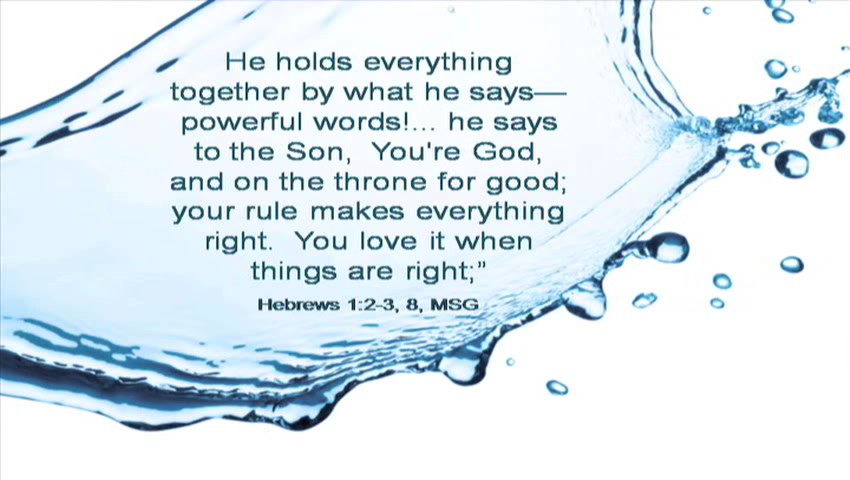 He holds everything
together by what he says—
powerful words!... he says
to the Son,  You're God,
and on the throne for good;
your rule makes everything
right.  You love it when
things are right;”
Hebrews 1:2-3, 8, MSG